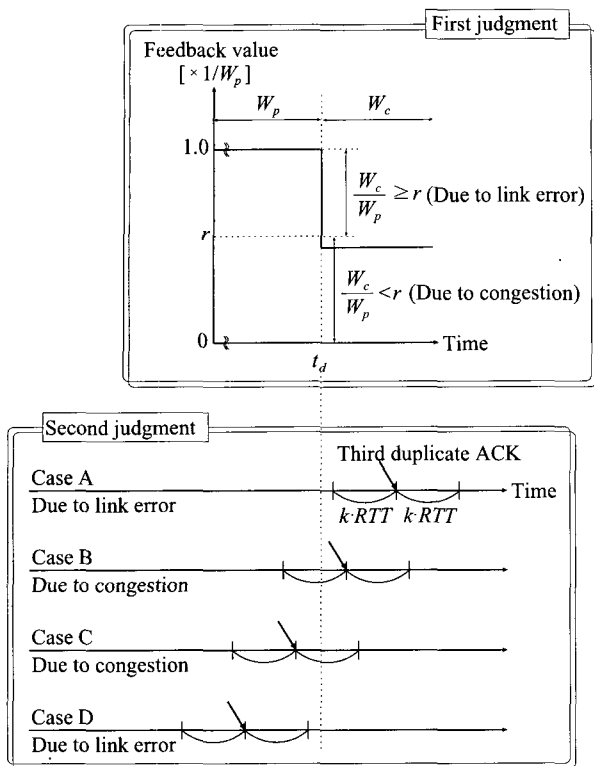 First judgment
Feedback value
[ × 1/Wp ]
Wp Wc
1.0
Wc/Wp ≥ r (Due to link error)
r
Wc/Wp < r (Due to congestion)
0
Time
td
Second judgment
Third duplicate ACK
Case A
Time
Due to link error
k·RTT k·RTT
Case B
Due to congestion
Case C
Due to congestion
Case D
Due to link error